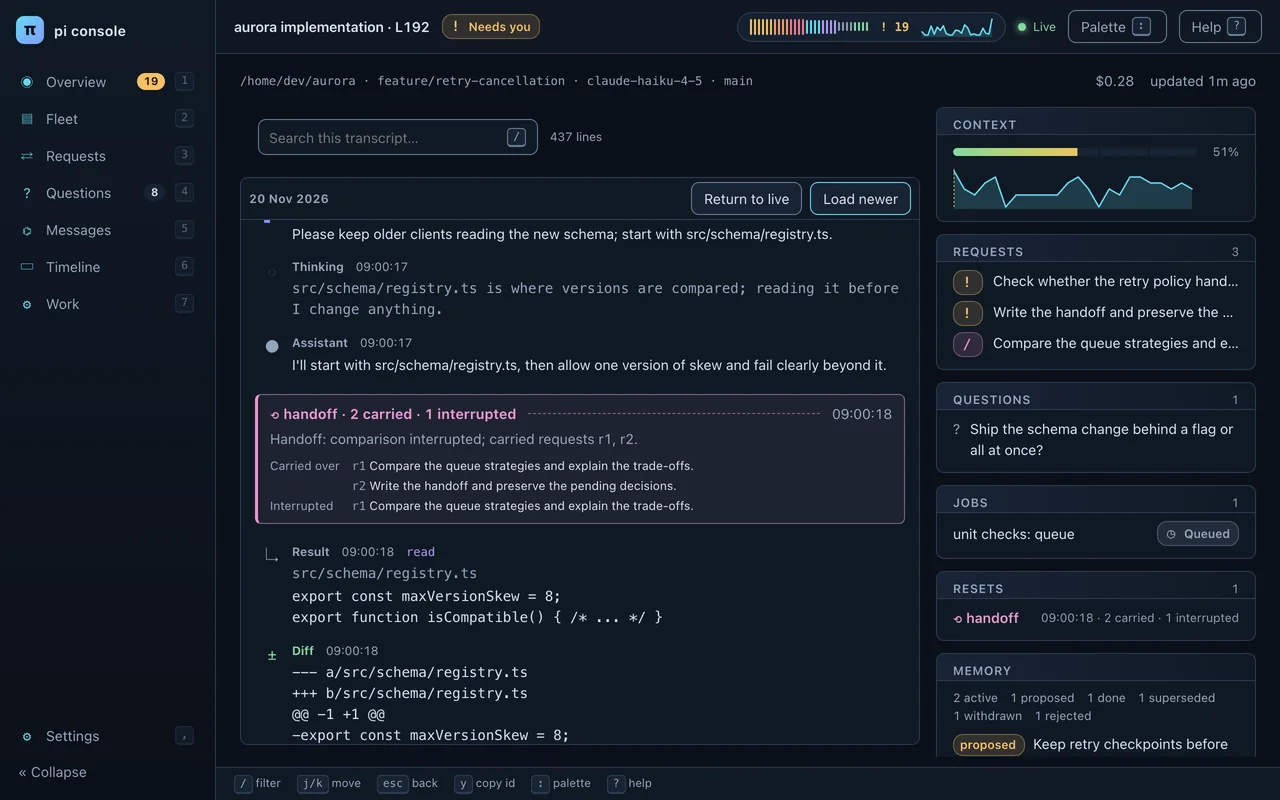 π pi console
Overview 19 1
Fleet 2
Requests 3
? Questions 8 4
Messages 5
Timeline 6
Work 7
Settings ,
« Collapse
aurora implementation · L192 ! Needs you
! 19
Live
Palette :
Help ?
/home/dev/aurora · feature/retry-cancellation · claude-haiku-4-5 · main
$0.28 updated 1m ago
Search this transcript... /
437 lines
20 Nov 2026
Return to live
Load newer
Please keep older clients reading the new schema; start with src/schema/registry.ts.
Thinking 09:00:17
src/schema/registry.ts is where versions are compared; reading it before
I change anything.
Assistant 09:00:17
I'll start with src/schema/registry.ts, then allow one version of skew and fail clearly beyond it.
handoff · 2 carried · 1 interrupted 09:00:18
Handoff: comparison interrupted; carried requests r1, r2.
Carried over r1 Compare the queue strategies and explain the trade-offs.
r2 Write the handoff and preserve the pending decisions.
Interrupted r1 Compare the queue strategies and explain the trade-offs.
Result 09:00:18 read
src/schema/registry.ts
export const maxVersionSkew = 8;
export function isCompatible() { /* ... */ }
± Diff 09:00:18
--- a/src/schema/registry.ts
+++ b/src/schema/registry.ts
@@ -1 +1 @@
-export const maxVersionSkew = 8;
CONTEXT
51%
REQUESTS 3
! Check whether the retry policy hand...
! Write the handoff and preserve the ...
/ Compare the queue strategies and e...
QUESTIONS 1
? Ship the schema change behind a flag or
all at once?
JOBS 1
unit checks: queue Queued
RESETS 1
handoff 09:00:18 · 2 carried · 1 interrupted
MEMORY
2 active 1 proposed 1 done 1 superseded
1 withdrawn 1 rejected
proposed Keep retry checkpoints before
/ filter j/k move esc back y copy id : palette ? help